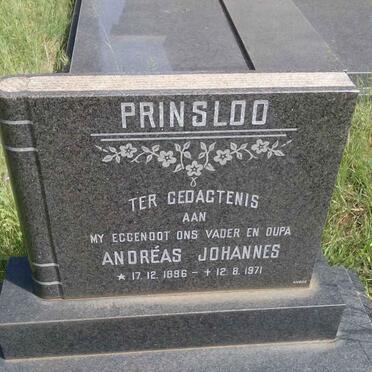 PRINSLOO
TER GEDAGTENIS
AAN
MY EGGENOOT ONS VADER EN OUPA
ANDRÉAS JOHANNES
* 17. 12. 1896 - + 12. 8. 1971